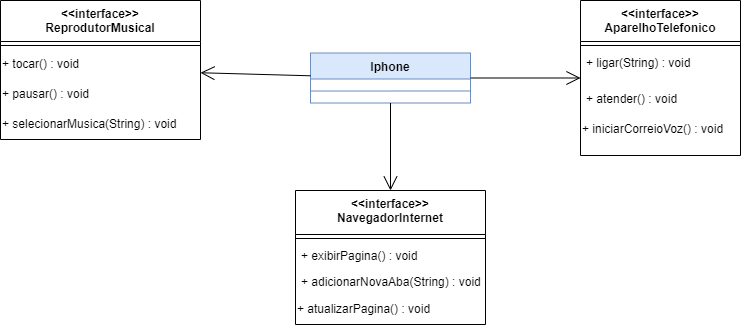 <<interface>>
ReprodutorMusical
+ tocar() : void
+ pausar() : void
+ selecionarMusica(String) : void
Iphone
<<interface>>
AparelhoTelefonico
+ ligar(String) : void
+ atender() : void
+ iniciarCorreioVoz() : void
<<interface>>
NavegadorInternet
+ exibirPagina() : void
+ adicionarNovaAba(String) : void
+ atualizarPagina() : void